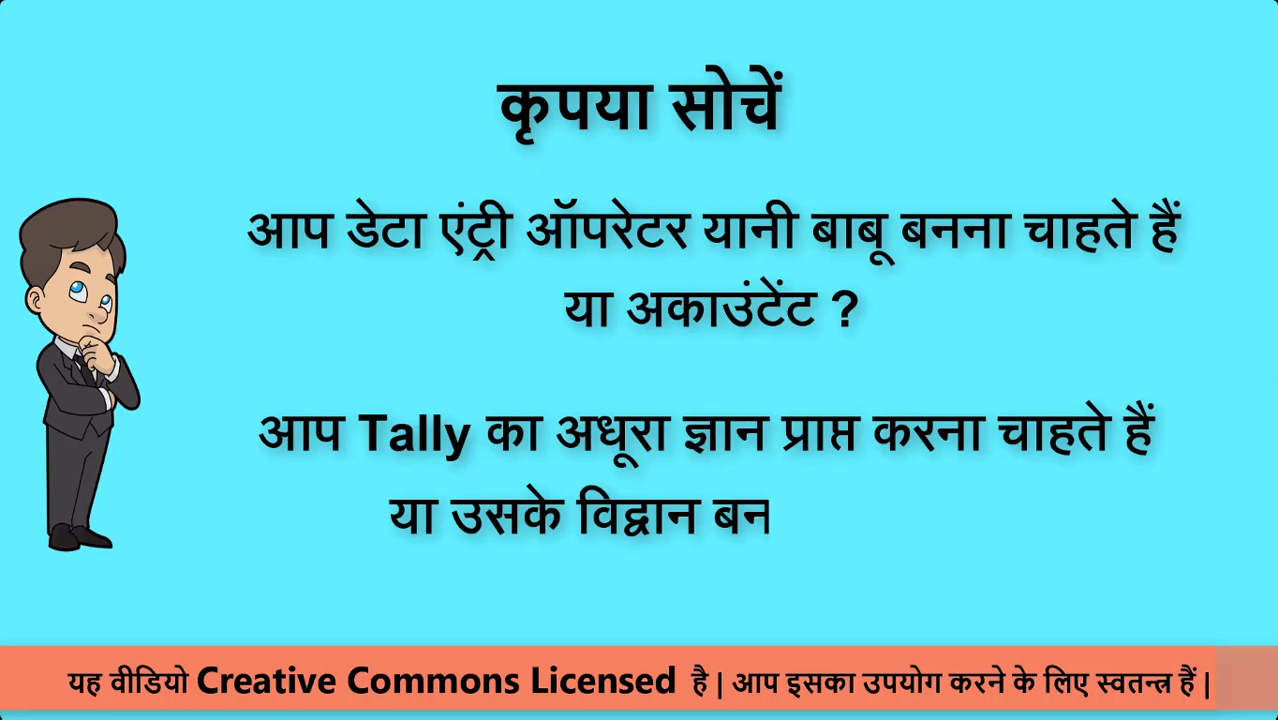 कृपया सोचें
आप डेटा एंट्री ऑपरेटर यानी बाबू बनना चाहते हैं
या अकाउंटेंट ?
आप Tally का अधूरा ज्ञान प्राप्त करना चाहते हैं
या उसके विद्वान बन
यह वीडियो Creative Commons Licensed है | आप इसका उपयोग करने के लिए स्वतन्त्र हैं |